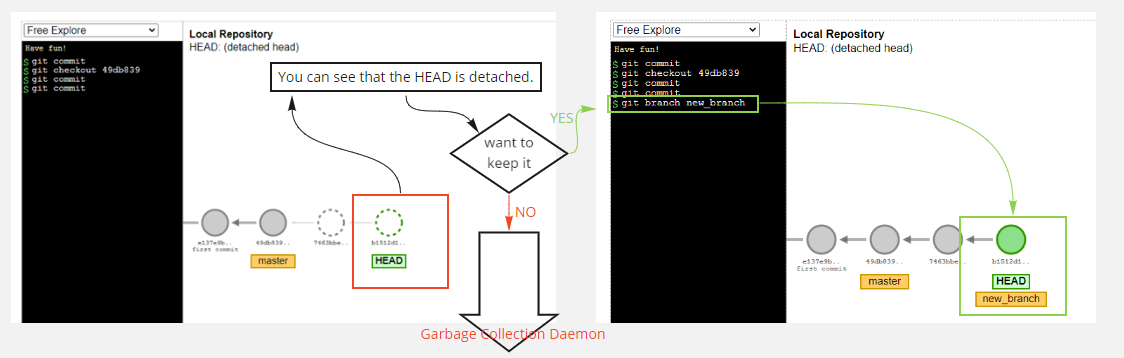 Free Explore
Have fun!
$ git commit
$ git checkout 49db839
$ git commit
$ git commit
Local Repository
HEAD: (detached head)
You can see that the HEAD is detached.
want to
keep it
YES
NO
e137e9b..
first commit
49db839..
7463bbe..
b1512d1..
master
HEAD
Garbage Collection Daemon
Free Explore
Have fun!
$ git commit
$ git checkout 49db839
$ git commit
$ git commit
$ git branch new_branch
Local Repository
HEAD: (detached head)
e137e9b..
first commit
49db839..
7463bbe..
b1512d1..
master
HEAD
new_branch